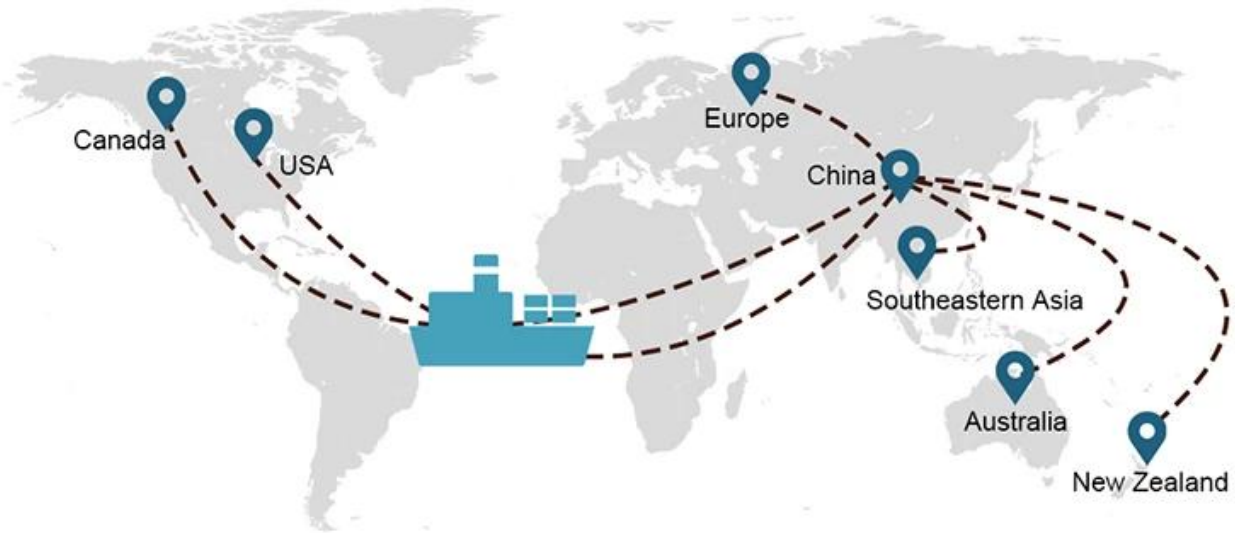 Canada
USA
Europe
China
Southeastern Asia
Australia
New Zealand